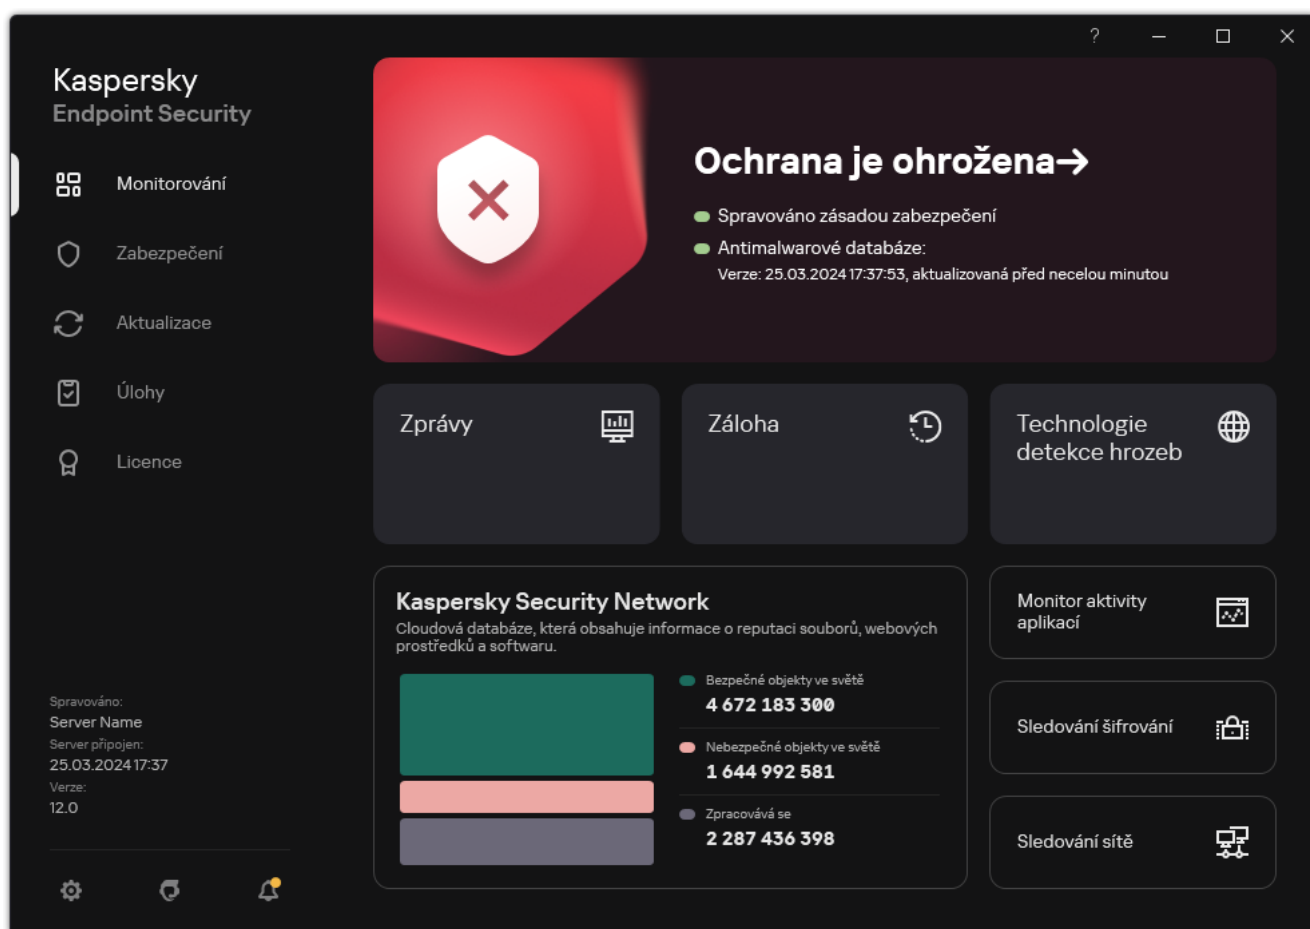 ?
Kaspersky
Endpoint Security
Monitorování
Zabezpečení
Aktualizace
Úlohy
Licence
Spravováno:
Server Name
Server připojen:
25.03.2024 17:37
Verze:
12.0
Ochrana je ohrožena→
Spravováno zásadou zabezpečení
Antimalwarové databáze:
Verze: 25.03.2024 17:37:53, aktualizovaná před necelou minutou
Zprávy
Záloha
Technologie
detekce hrozeb
Kaspersky Security Network
Cloudová databáze, která obsahuje informace o reputaci souborů, webových
prostředků a softwaru.
Bezpečné objekty ve světě
4 672 183 300
Nebezpečné objekty ve světě
1 644 992 581
Zpracovává se
2 287 436 398
Monitor aktivity
aplikací
Sledování šifrování
Sledování sítě